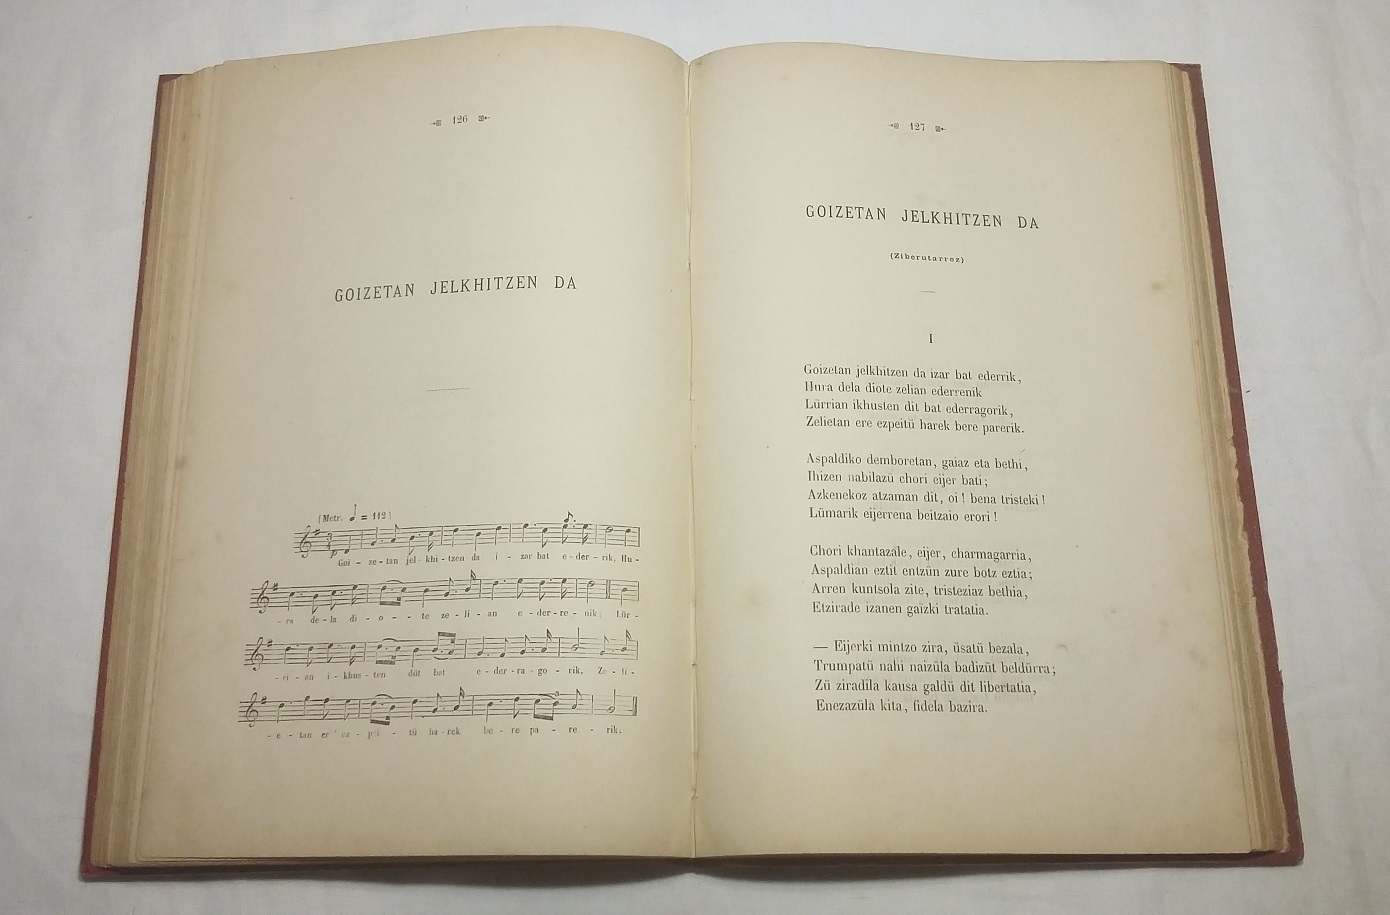 126
GOIZETAN JELKHITZEN DA
(Metr. ♩ = 112)
Goi - ze - tan jel - khi - tzen da i - zar bat e - der - rik, Hu -
- ra de - la di - o - - te ze - li - an e - der - re - nik; Lür -
- ri - an i - khus - ten düt bat e - der - ra - go - rik, Ze - li -
- e - tan er' ez - pei - tü ha - rek be - re pa - re - rik.
127
GOIZETAN JELKHITZEN DA
(Ziberutarrez)
I
Goizetan jelkhitzen da izar bat ederrik,
Hura dela diote zelian ederrenik
Lürrian ikhusten dit bat ederragorik,
Zelietan ere ezpeitü harek bere parerik.
Aspaldiko demboretan, gaiaz eta bethi,
Ihizen nabilazü chori eijer bati;
Azkenekoz atzaman dit, oi! bena tristeki!
Lümarik eijerrena beitzaio erori!
Chori khantazale, eijer, charmagarria,
Aspaldian eztit entzün zure botz eztia;
Arren kuntsola zite, tristeziaz bethia,
Etzirade izanen gaizki tratatia.
— Eijerki mintzo zira, üsatü bezala,
Trumpatü nahi naizüla badizüt beldürra;
Zü ziradila kausa galdü dit libertatia,
Enezazüla kita, fidela bazira.